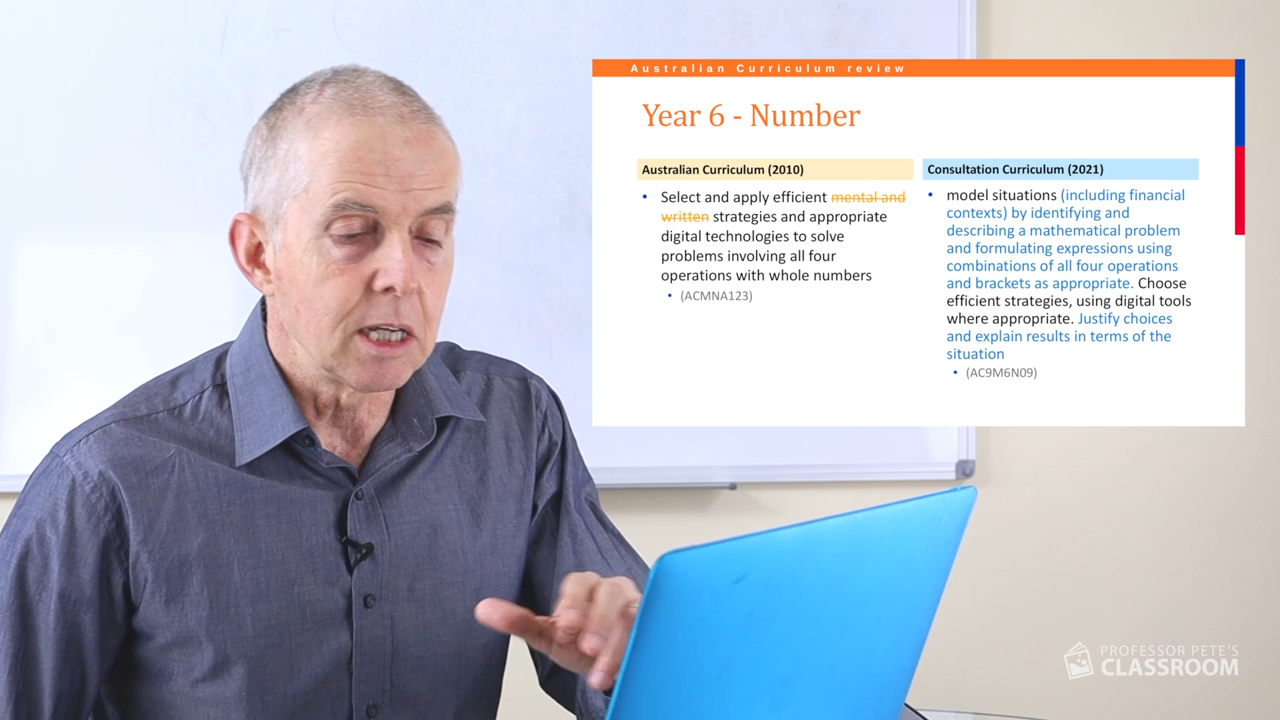 Australian Curriculum review
Year 6 - Number
Australian Curriculum (2010)
• Select and apply efficient mental and
written strategies and appropriate
digital technologies to solve
problems involving all four
operations with whole numbers
• (ACMNA123)
Consultation Curriculum (2021)
• model situations (including financial
contexts) by identifying and
describing a mathematical problem
and formulating expressions using
combinations of all four operations
and brackets as appropriate. Choose
efficient strategies, using digital tools
where appropriate. Justify choices
and explain results in terms of the
situation
• (AC9M6N09)
PROFESSOR PETE'S
CLASSROOM